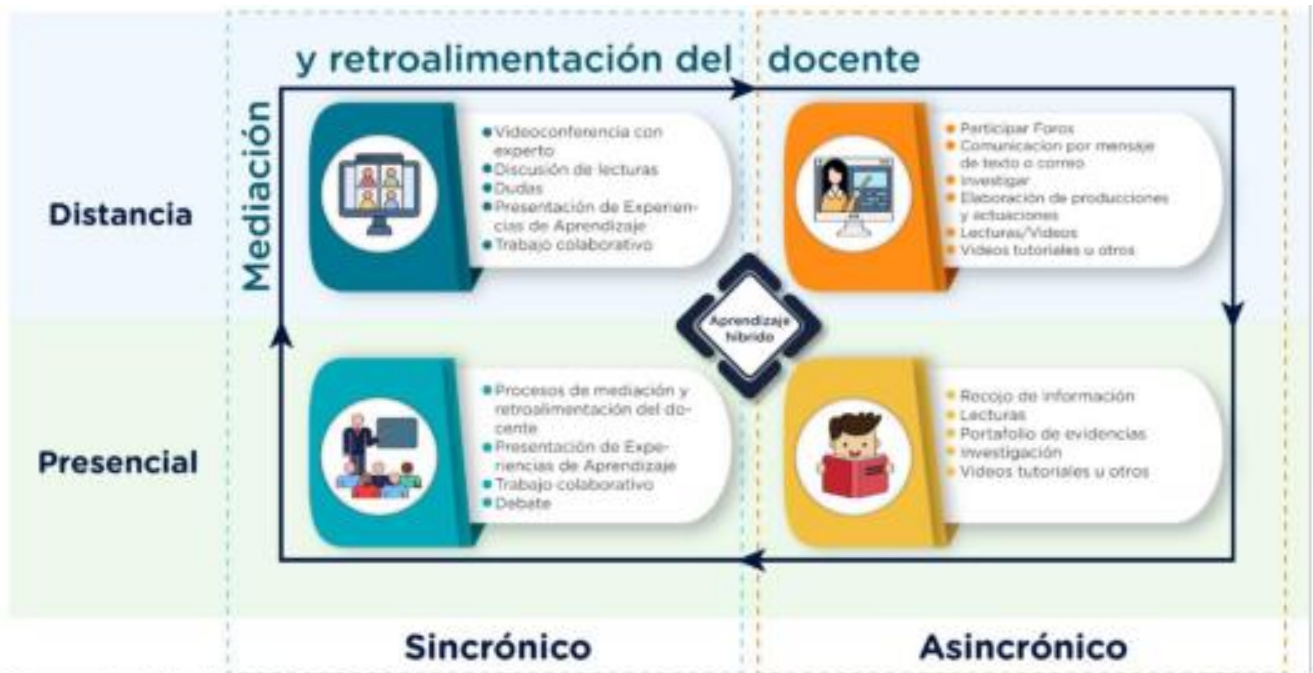 y retroalimentación del docente
Mediación
Distancia
Videoconferencia con
experto
Discusión de lecturas
Dudas
Presentación de Experien-
cias de Aprendizaje
Trabajo colaborativo
Participar Foros
Comunicacion por mensaje
de texto o correo
Investigar
Elaboración de producciones
y actuaciones
Lecturas/Videos
Videos tutoriales u otros
Aprendizaje
híbrido
Presencial
Procesos de mediación y
retroalimentación del do-
cente
Presentación de Expe-
riencias de Aprendizaje
Trabajo colaborativo
Debate
Recojo de información
Lecturas
Portafolio de evidencias
Investigación
Videos tutoriales u otros
Sincrónico
Asincrónico